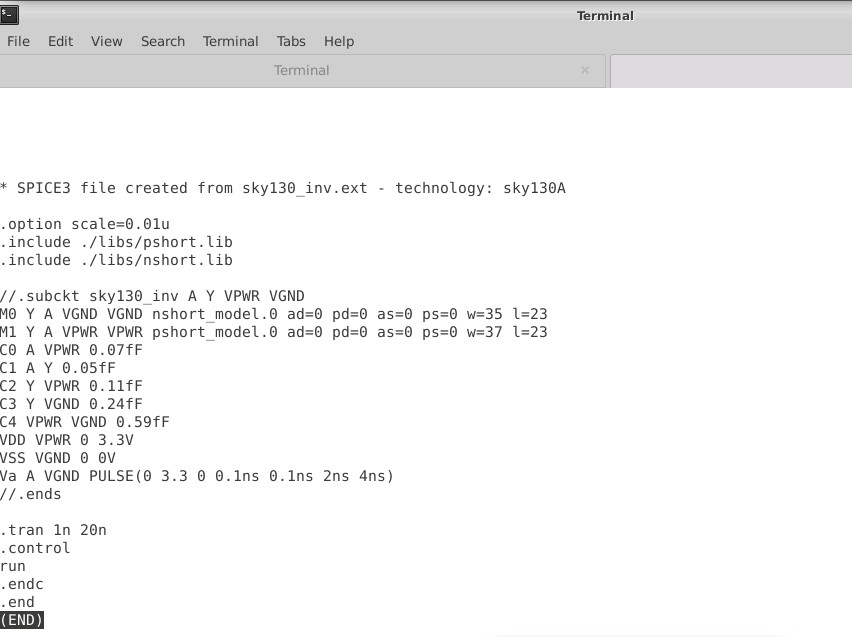 Terminal
File Edit View Search Terminal Tabs Help
Terminal ×
* SPICE3 file created from sky130_inv.ext - technology: sky130A
.option scale=0.01u
.include ./libs/pshort.lib
.include ./libs/nshort.lib
//.subckt sky130_inv A Y VPWR VGND
M0 Y A VGND VGND nshort_model.0 ad=0 pd=0 as=0 ps=0 w=35 l=23
M1 Y A VPWR VPWR pshort_model.0 ad=0 pd=0 as=0 ps=0 w=37 l=23
C0 A VPWR 0.07fF
C1 A Y 0.05fF
C2 Y VPWR 0.11fF
C3 Y VGND 0.24fF
C4 VPWR VGND 0.59fF
VDD VPWR 0 3.3V
VSS VGND 0 0V
Va A VGND PULSE(0 3.3 0 0.1ns 0.1ns 2ns 4ns)
//.ends
.tran 1n 20n
.control
run
.endc
.end
(END)